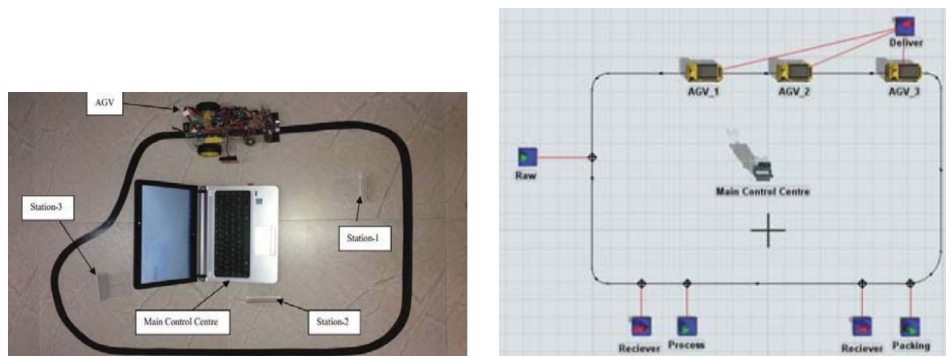 AGV
Station-3
Station-1
Main Control Centre
Station-2
Deliver
AGV_1
AGV_2
AGV_3
Raw
Main Control Centre
Reciever
Process
Reciever
Packing